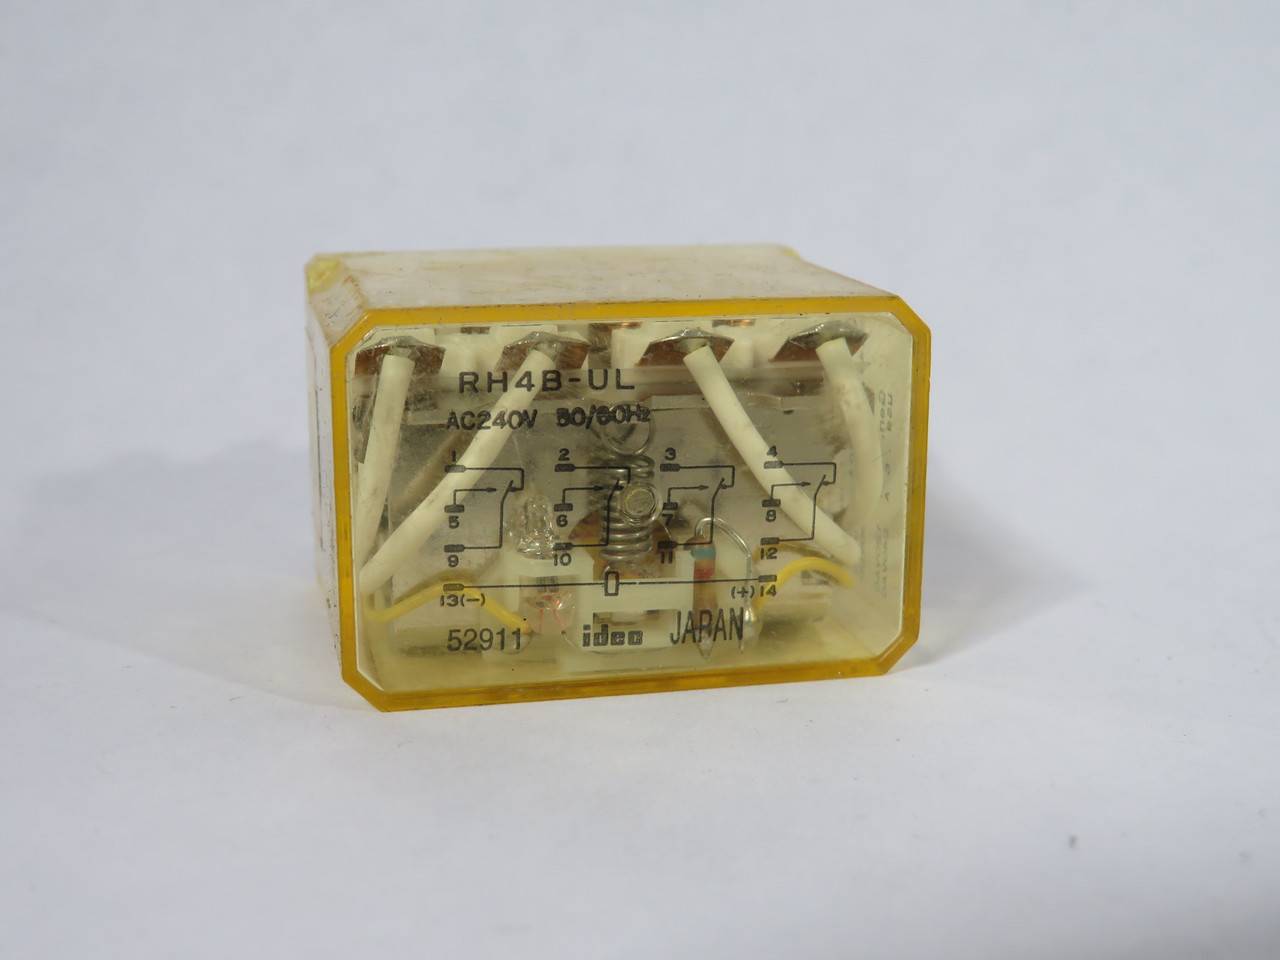 RH4B-UL
AC240V 50/60Hz
1 2 3 4
5 6 7 8
9 10 11 12
13(-) (+) 14
52911 idec JAPAN